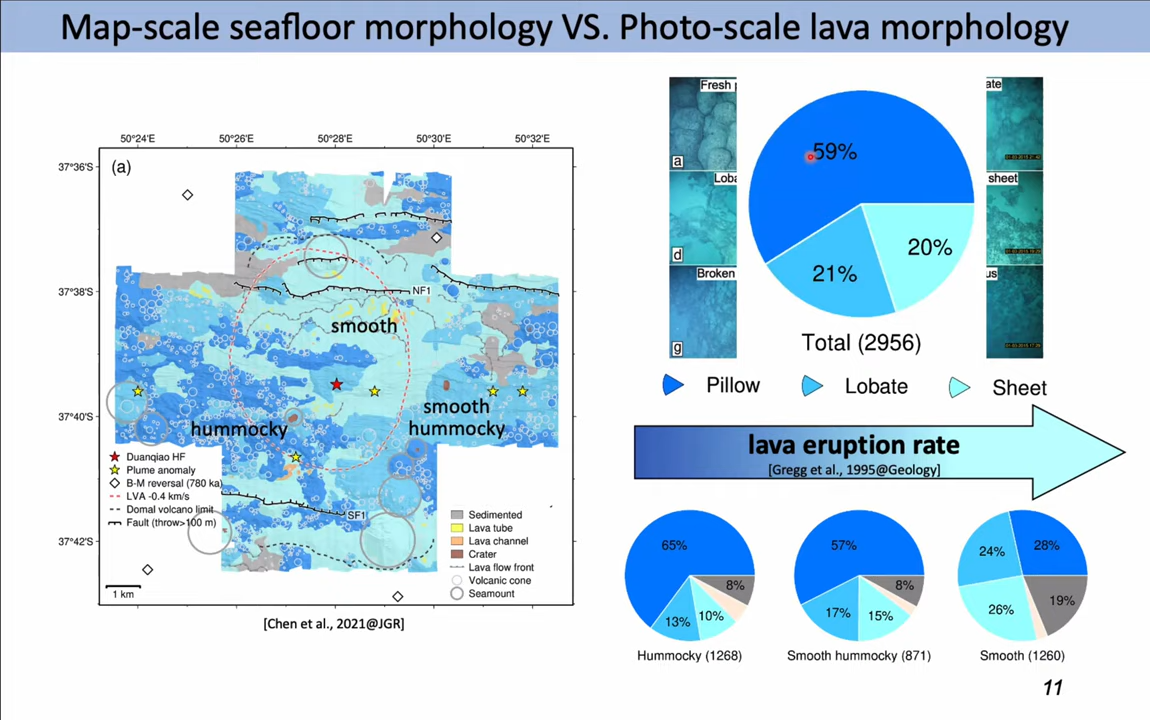 Map-scale seafloor morphology VS. Photo-scale lava morphology
50°24'E 50°26'E 50°28'E 50°30'E 50°32'E
37°36'S
37°38'S
37°40'S
37°42'S
(a)
NF1
smooth
smooth
hummocky
hummocky
SF1
Duanqiao HF
Plume anomaly
B-M reversal (780 ka)
LVA -0.4 km/s
Domal volcano limit
Fault (throw>100 m)
1 km
Sedimented
Lava tube
Lava channel
Crater
Lava flow front
Volcanic cone
Seamount
[Chen et al., 2021@JGR]
Fresh p
a
Loba
d
Broken
g
ate
sheet
us
59%
20%
21%
Total (2956)
Pillow Lobate Sheet
lava eruption rate
[Gregg et al., 1995@Geology]
65%
8%
10%
13%
Hummocky (1268)
57%
8%
15%
17%
Smooth hummocky (871)
28%
24%
26%
19%
Smooth (1260)
11